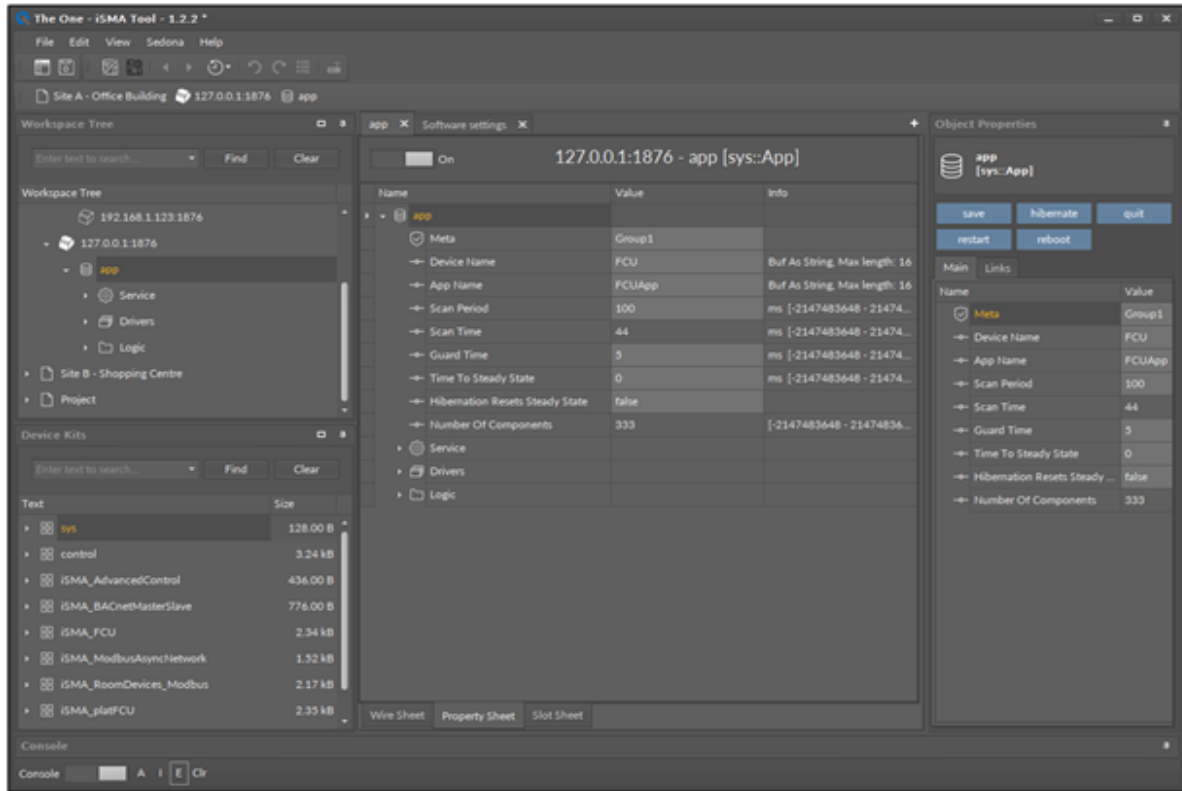 The One - iSMA Tool - 1.2.2 *
File Edit View Sedona Help
Site A - Office Building 127.0.0.1:1876 app
Workspace Tree
Enter text to search... Find Clear
Workspace Tree
192.168.1.123:1876
127.0.0.1:1876
app
Service
Drivers
Logic
Site B - Shopping Centre
Project
Device Kits
Enter text to search... Find Clear
Text Size
sys 128.00 B
control 3.24 kB
iSMA_AdvancedControl 436.00 B
iSMA_BACnetMasterSlave 776.00 B
iSMA_FCU 2.34 kB
iSMA_ModbusAsyncNetwork 1.52 kB
iSMA_RoomDevices_Modbus 2.17 kB
iSMA_platFCU 2.35 kB
app Software settings
On 127.0.0.1:1876 - app [sys::App]
Name Value Info
app
Meta Group1
Device Name FCU Buf As String, Max length: 16
App Name FCUApp Buf As String, Max length: 16
Scan Period 100 ms [-2147483648 - 21474...
Scan Time 44 ms [-2147483648 - 21474...
Guard Time 5 ms [-2147483648 - 21474...
Time To Steady State 0 ms [-2147483648 - 21474...
Hibernation Resets Steady State false
Number Of Components 333 [-2147483648 - 21474836...
Service
Drivers
Logic
Wire Sheet Property Sheet Slot Sheet
Object Properties
app
[sys::App]
save hibernate quit
restart reboot
Main Links
Name Value
Meta Group1
Device Name FCU
App Name FCUApp
Scan Period 100
Scan Time 44
Guard Time 5
Time To Steady State 0
Hibernation Resets Steady ... false
Number Of Components 333
Console
Console A I E Clr